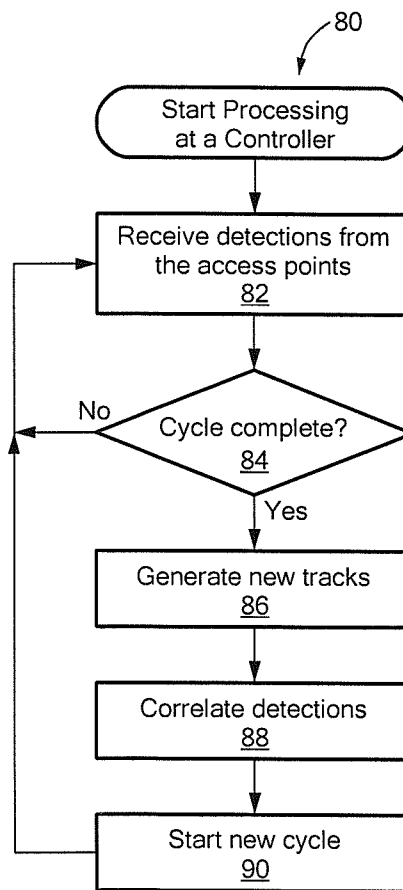 80
Start Processing
at a Controller
Receive detections from
the access points
82
No
Cycle complete?
84
Yes
Generate new tracks
86
Correlate detections
88
Start new cycle
90